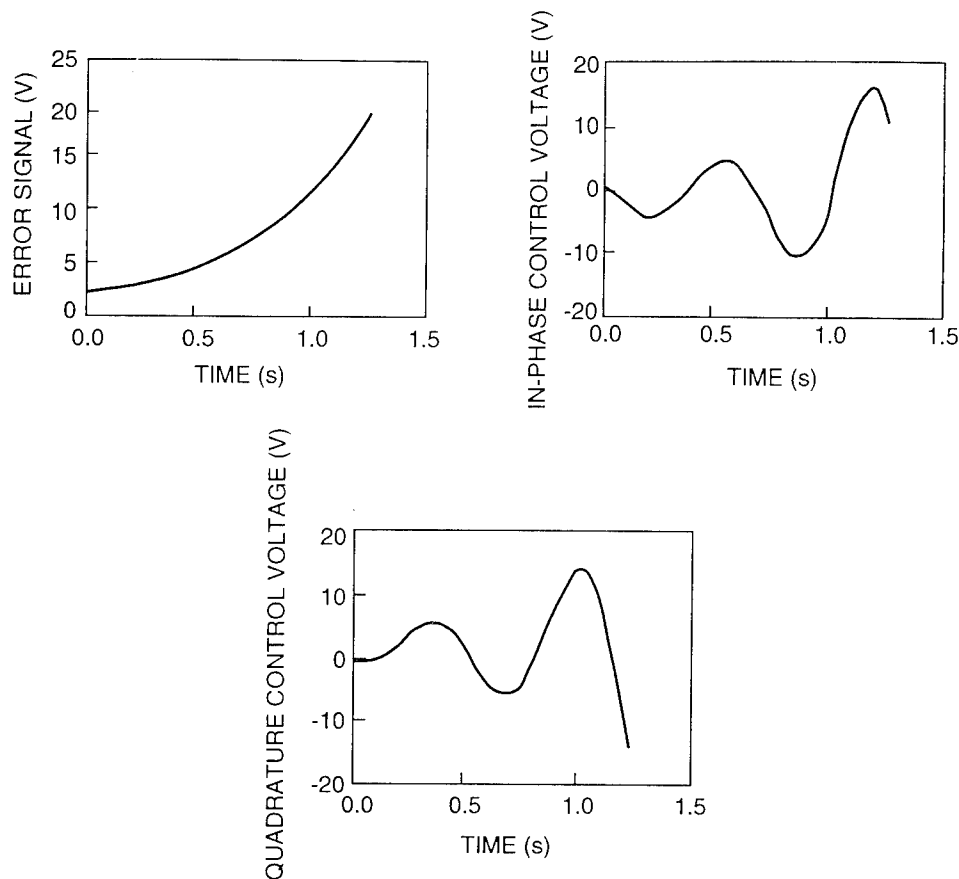 ERROR SIGNAL (V)
25
20
15
10
5
0
0.0 0.5 1.0 1.5
TIME (s)
IN-PHASE CONTROL VOLTAGE (V)
20
10
0
-10
-20
0.0 0.5 1.0 1.5
TIME (s)
QUADRATURE CONTROL VOLTAGE (V)
20
10
0
-10
-20
0.0 0.5 1.0 1.5
TIME (s)